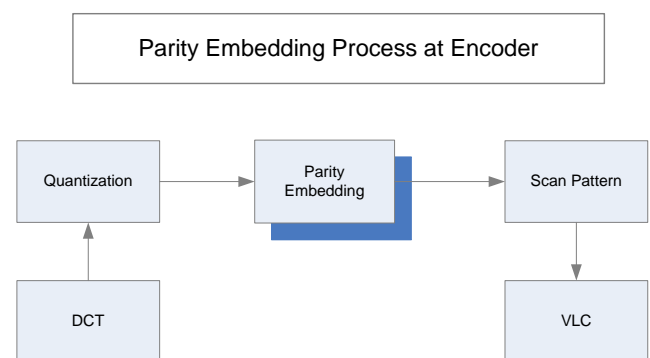 Parity Embedding Process at Encoder
Quantization
Parity
Embedding
Scan Pattern
DCT
VLC